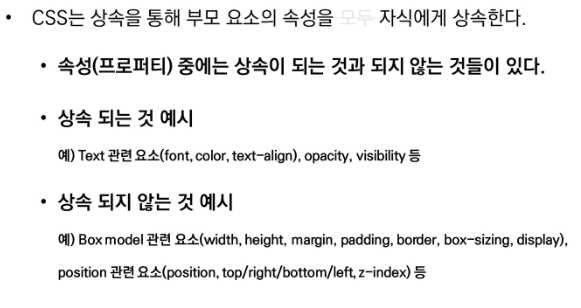 • CSS는 상속을 통해 부모 요소의 속성을 모두 자식에게 상속한다.
• 속성(프로퍼티) 중에는 상속이 되는 것과 되지 않는 것들이 있다.
• 상속 되는 것 예시
예) Text 관련 요소(font, color, text-align), opacity, visibility 등
• 상속 되지 않는 것 예시
예) Box model 관련 요소(width, height, margin, padding, border, box-sizing, display),
position 관련 요소(position, top/right/bottom/left, z-index) 등